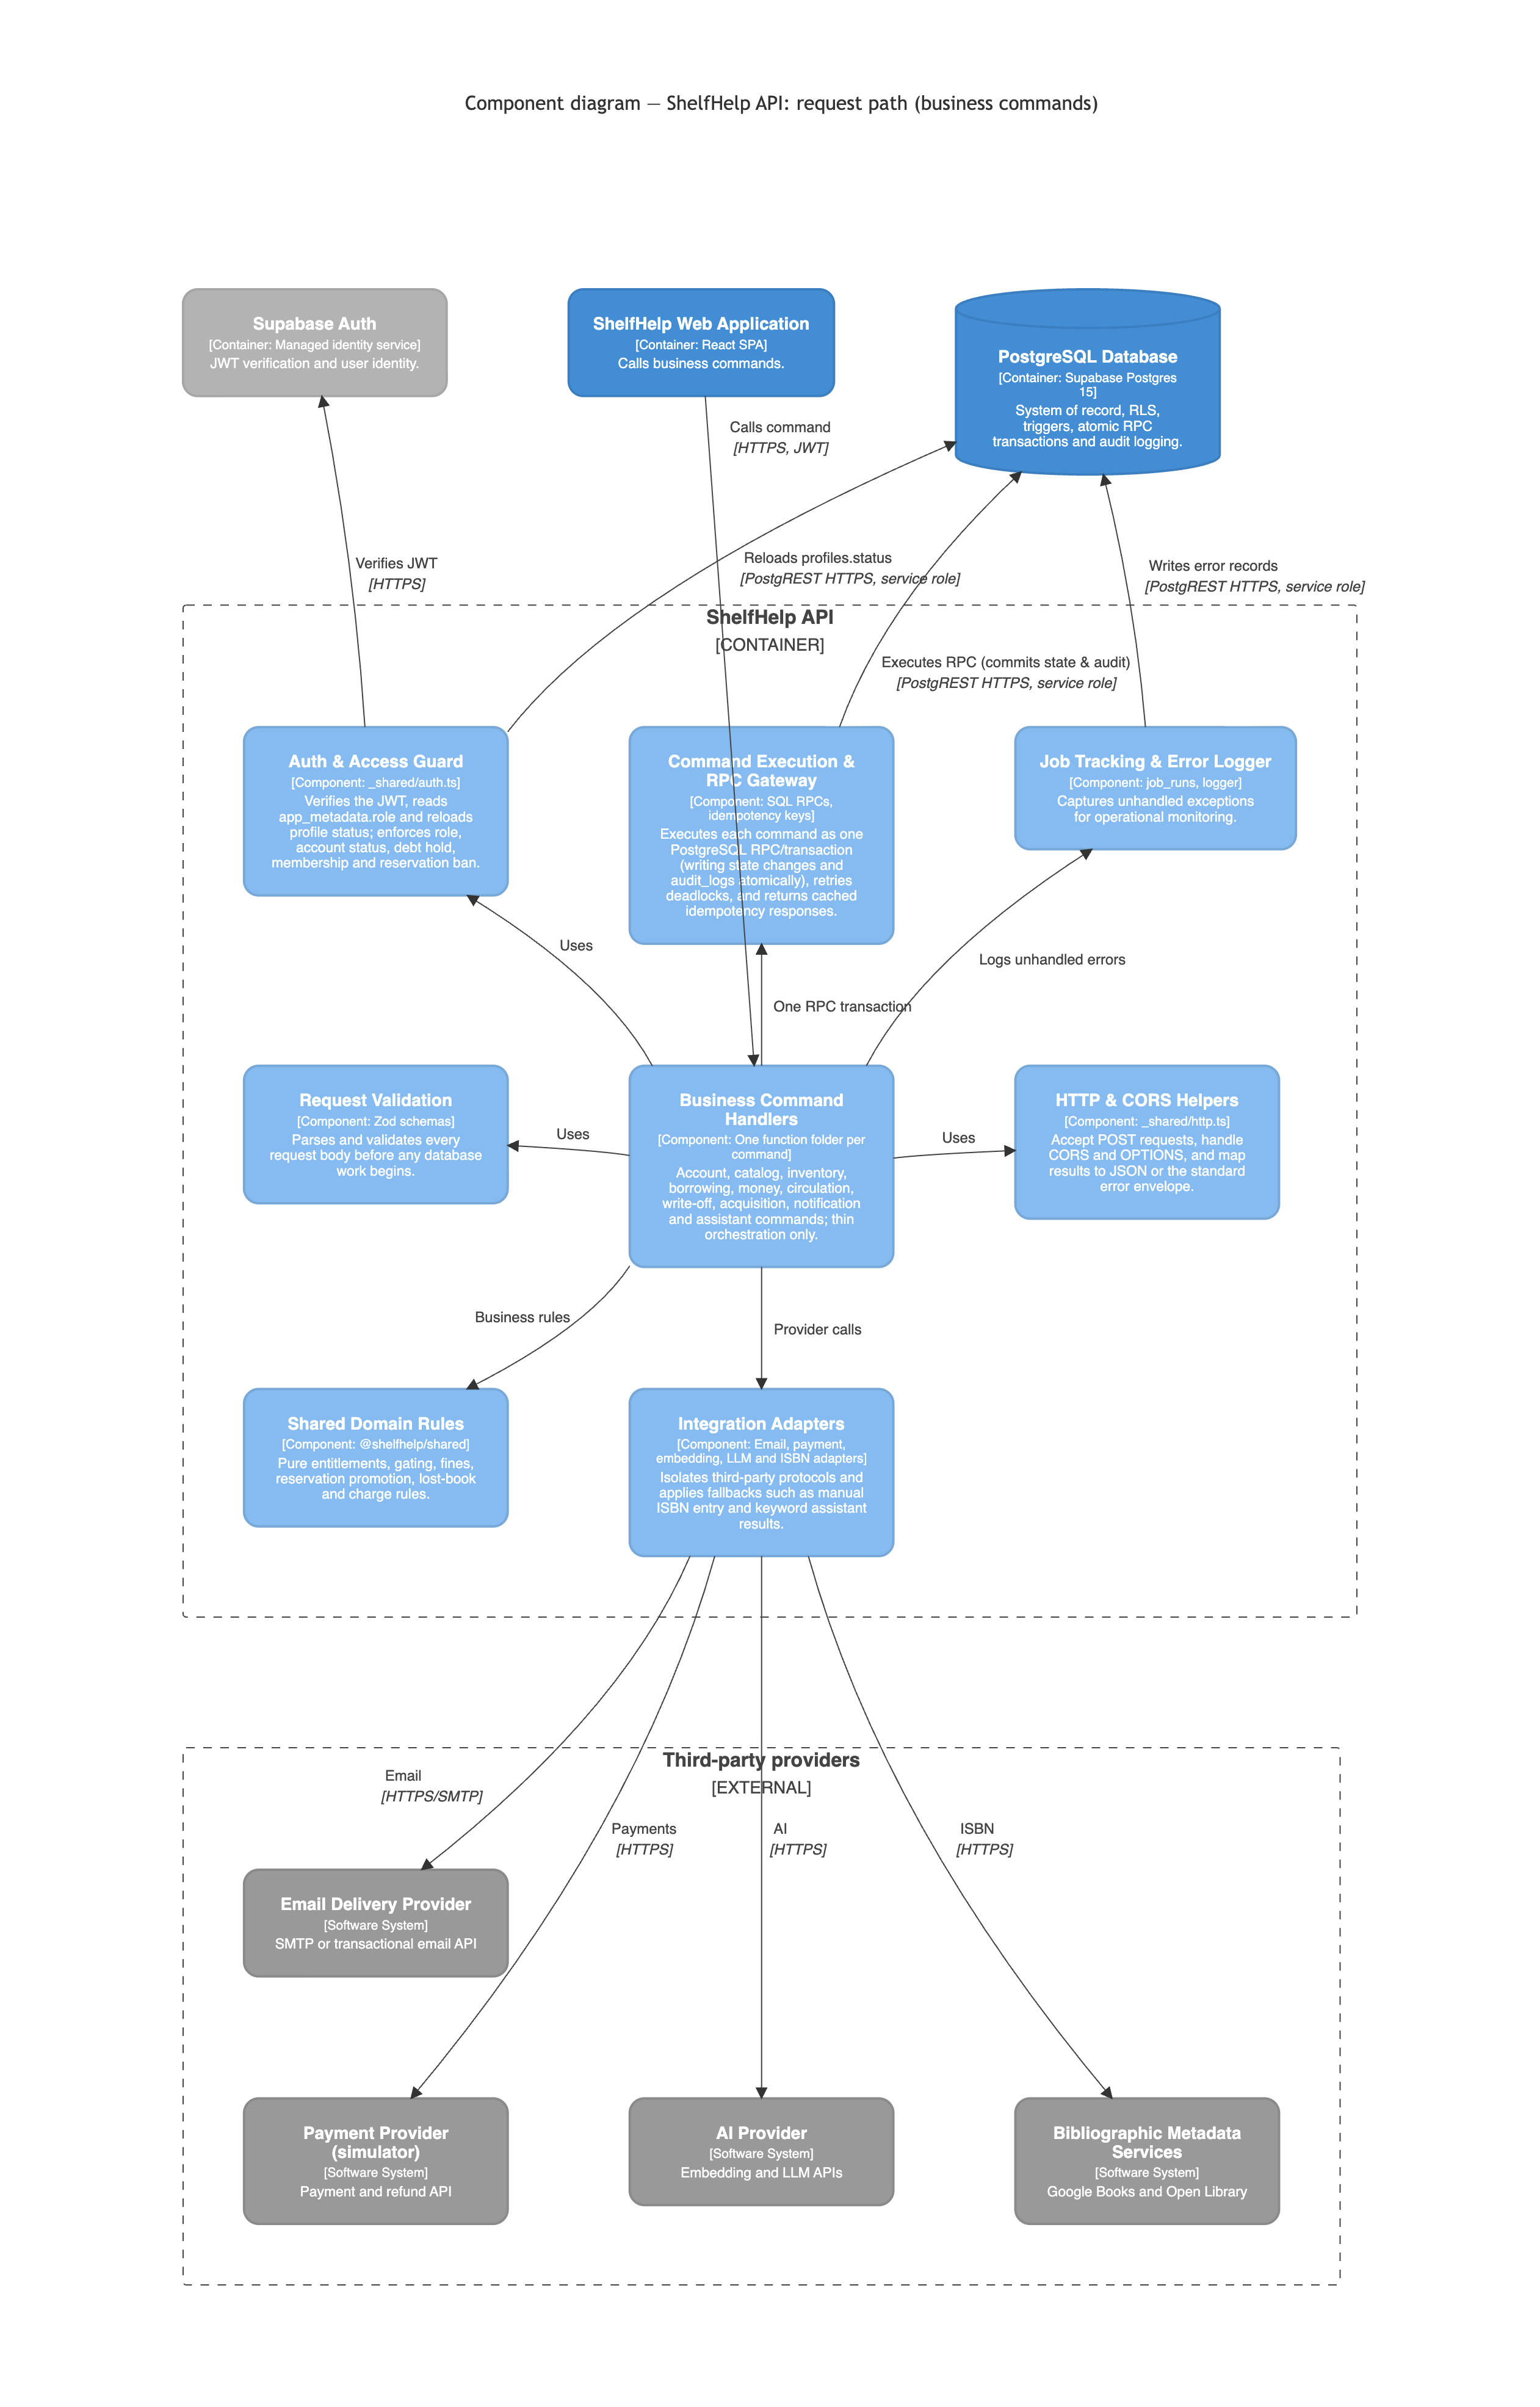 Component diagram — ShelfHelp API: request path (business commands)
Supabase Auth
[Container: Managed identity service]
JWT verification and user identity.
ShelfHelp Web Application
[Container: React SPA]
Calls business commands.
PostgreSQL Database
[Container: Supabase Postgres
15]
System of record, RLS,
triggers, atomic RPC
transactions and audit logging.
Calls command
[HTTPS, JWT]
Verifies JWT
[HTTPS]
Reloads profiles.status
[PostgREST HTTPS, service role]
Writes error records
[PostgREST HTTPS, service role]
ShelfHelp API
[CONTAINER]
Executes RPC (commits state & audit)
[PostgREST HTTPS, service role]
Auth & Access Guard
[Component: _shared/auth.ts]
Verifies the JWT, reads
app_metadata.role and reloads
profile status; enforces role,
account status, debt hold,
membership and reservation ban.
Command Execution &
RPC Gateway
[Component: SQL RPCs,
idempotency keys]
Executes each command as one
PostgreSQL RPC/transaction
(writing state changes and
audit_logs atomically), retries
deadlocks, and returns cached
idempotency responses.
Job Tracking & Error Logger
[Component: job_runs, logger]
Captures unhandled exceptions
for operational monitoring.
Uses
Logs unhandled errors
One RPC transaction
Request Validation
[Component: Zod schemas]
Parses and validates every
request body before any database
work begins.
Uses
Business Command
Handlers
[Component: One function folder per
command]
Account, catalog, inventory,
borrowing, money, circulation,
write-off, acquisition, notification
and assistant commands; thin
orchestration only.
Uses
HTTP & CORS Helpers
[Component: _shared/http.ts]
Accept POST requests, handle
CORS and OPTIONS, and map
results to JSON or the standard
error envelope.
Business rules
Provider calls
Shared Domain Rules
[Component: @shelfhelp/shared]
Pure entitlements, gating, fines,
reservation promotion, lost-book
and charge rules.
Integration Adapters
[Component: Email, payment,
embedding, LLM and ISBN adapters]
Isolates third-party protocols and
applies fallbacks such as manual
ISBN entry and keyword assistant
results.
Third-party providers
[EXTERNAL]
Email
[HTTPS/SMTP]
Payments
[HTTPS]
AI
[HTTPS]
ISBN
[HTTPS]
Email Delivery Provider
[Software System]
SMTP or transactional email API
Payment Provider
(simulator)
[Software System]
Payment and refund API
AI Provider
[Software System]
Embedding and LLM APIs
Bibliographic Metadata
Services
[Software System]
Google Books and Open Library